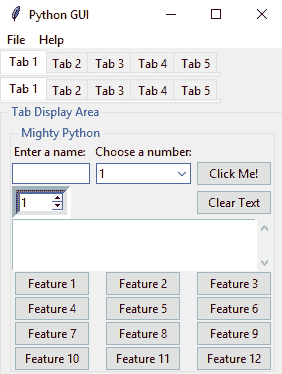 Python GUI
File Help
Tab 1 Tab 2 Tab 3 Tab 4 Tab 5
Tab 1 Tab 2 Tab 3 Tab 4 Tab 5
Tab Display Area
Mighty Python
Enter a name: Choose a number:
1 Click Me!
1 Clear Text
Feature 1 Feature 2 Feature 3
Feature 4 Feature 5 Feature 6
Feature 7 Feature 8 Feature 9
Feature 10 Feature 11 Feature 12